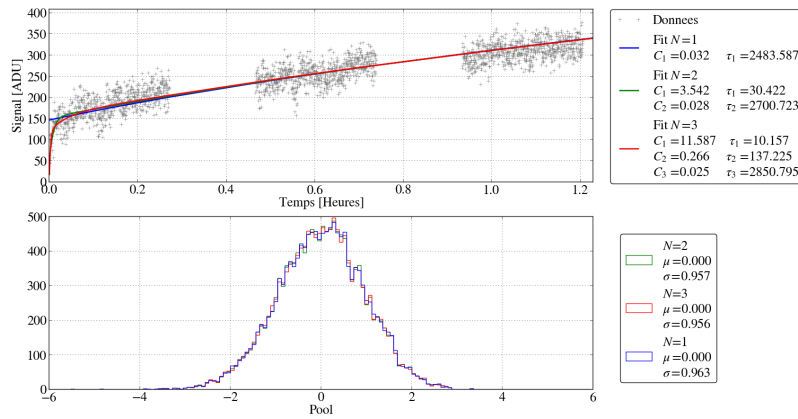 400
350
300
250
200
150
100
50
0
Signal [ADU]
0.0 0.2 0.4 0.6 0.8 1.0 1.2
Temps [Heures]
Donnees
Fit N=1
C₁=0.032 τ₁=2483.587
Fit N=2
C₁=3.542 τ₁=30.422
C₂=0.028 τ₂=2700.723
Fit N=3
C₁=11.587 τ₁=10.157
C₂=0.266 τ₂=137.225
C₃=0.025 τ₃=2850.795
500
400
300
200
100
0
−6 −4 −2 0 2 4 6
Pool
N=2
μ=0.000
σ=0.957
N=3
μ=0.000
σ=0.956
N=1
μ=0.000
σ=0.963